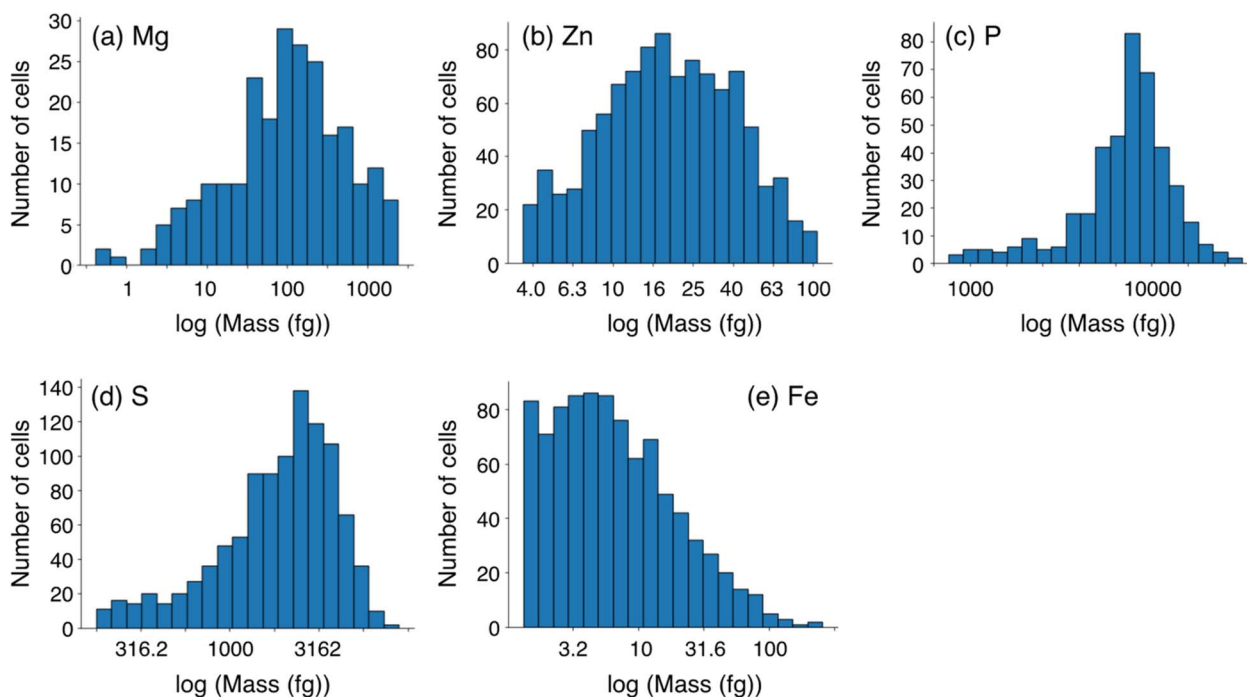 (a) Mg
Number of cells
30
25
20
15
10
5
0
1 10 100 1000
log (Mass (fg))
(b) Zn
Number of cells
80
60
40
20
0
4.0 6.3 10 16 25 40 63 100
log (Mass (fg))
(c) P
Number of cells
80
70
60
50
40
30
20
10
0
1000 10000
log (Mass (fg))
(d) S
Number of cells
140
120
100
80
60
40
20
0
316.2 1000 3162
log (Mass (fg))
(e) Fe
Number of cells
80
60
40
20
0
3.2 10 31.6 100
log (Mass (fg))